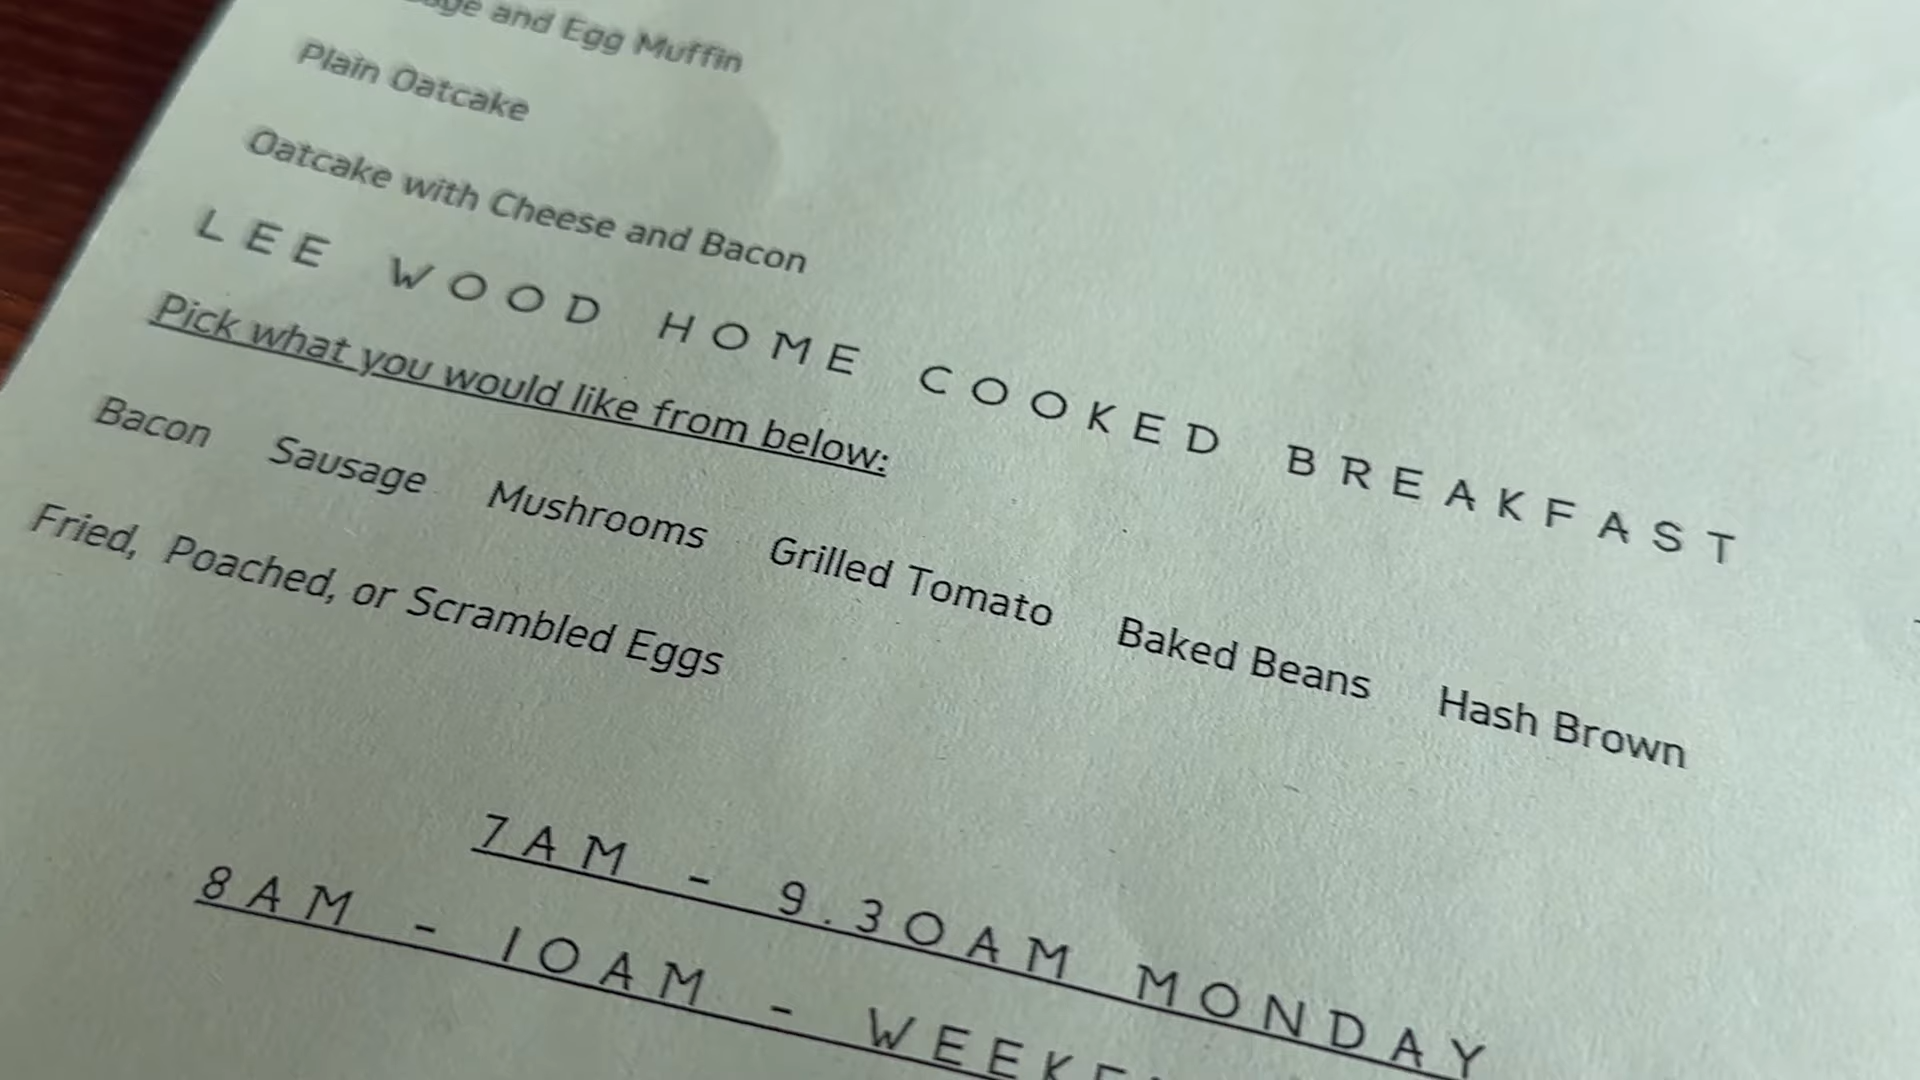 and Egg Muffin
Plain Oatcake
Oatcake with Cheese and Bacon
LEE WOOD HOME COOKED BREAKFAST
Pick what you would like from below:
Bacon Sausage Mushrooms Grilled Tomato Baked Beans Hash Brown
Fried, Poached, or Scrambled Eggs
7AM - 9.30AM MONDAY
8AM - 10AM -